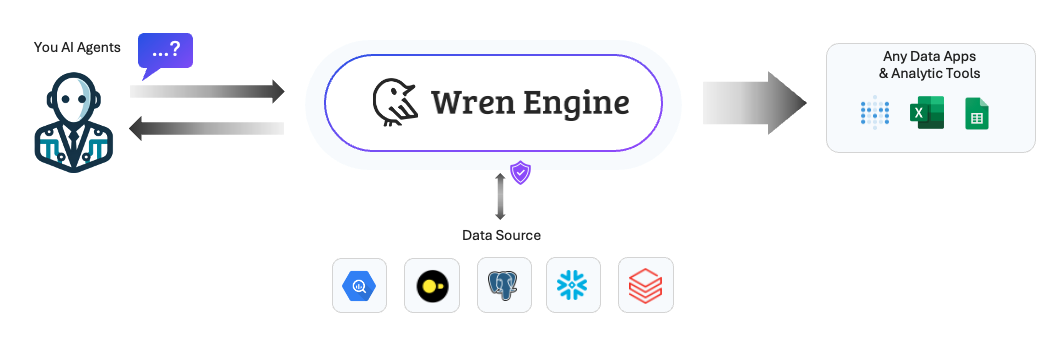 You AI Agents
...?
Wren Engine
Any Data Apps
& Analytic Tools
X
Data Source